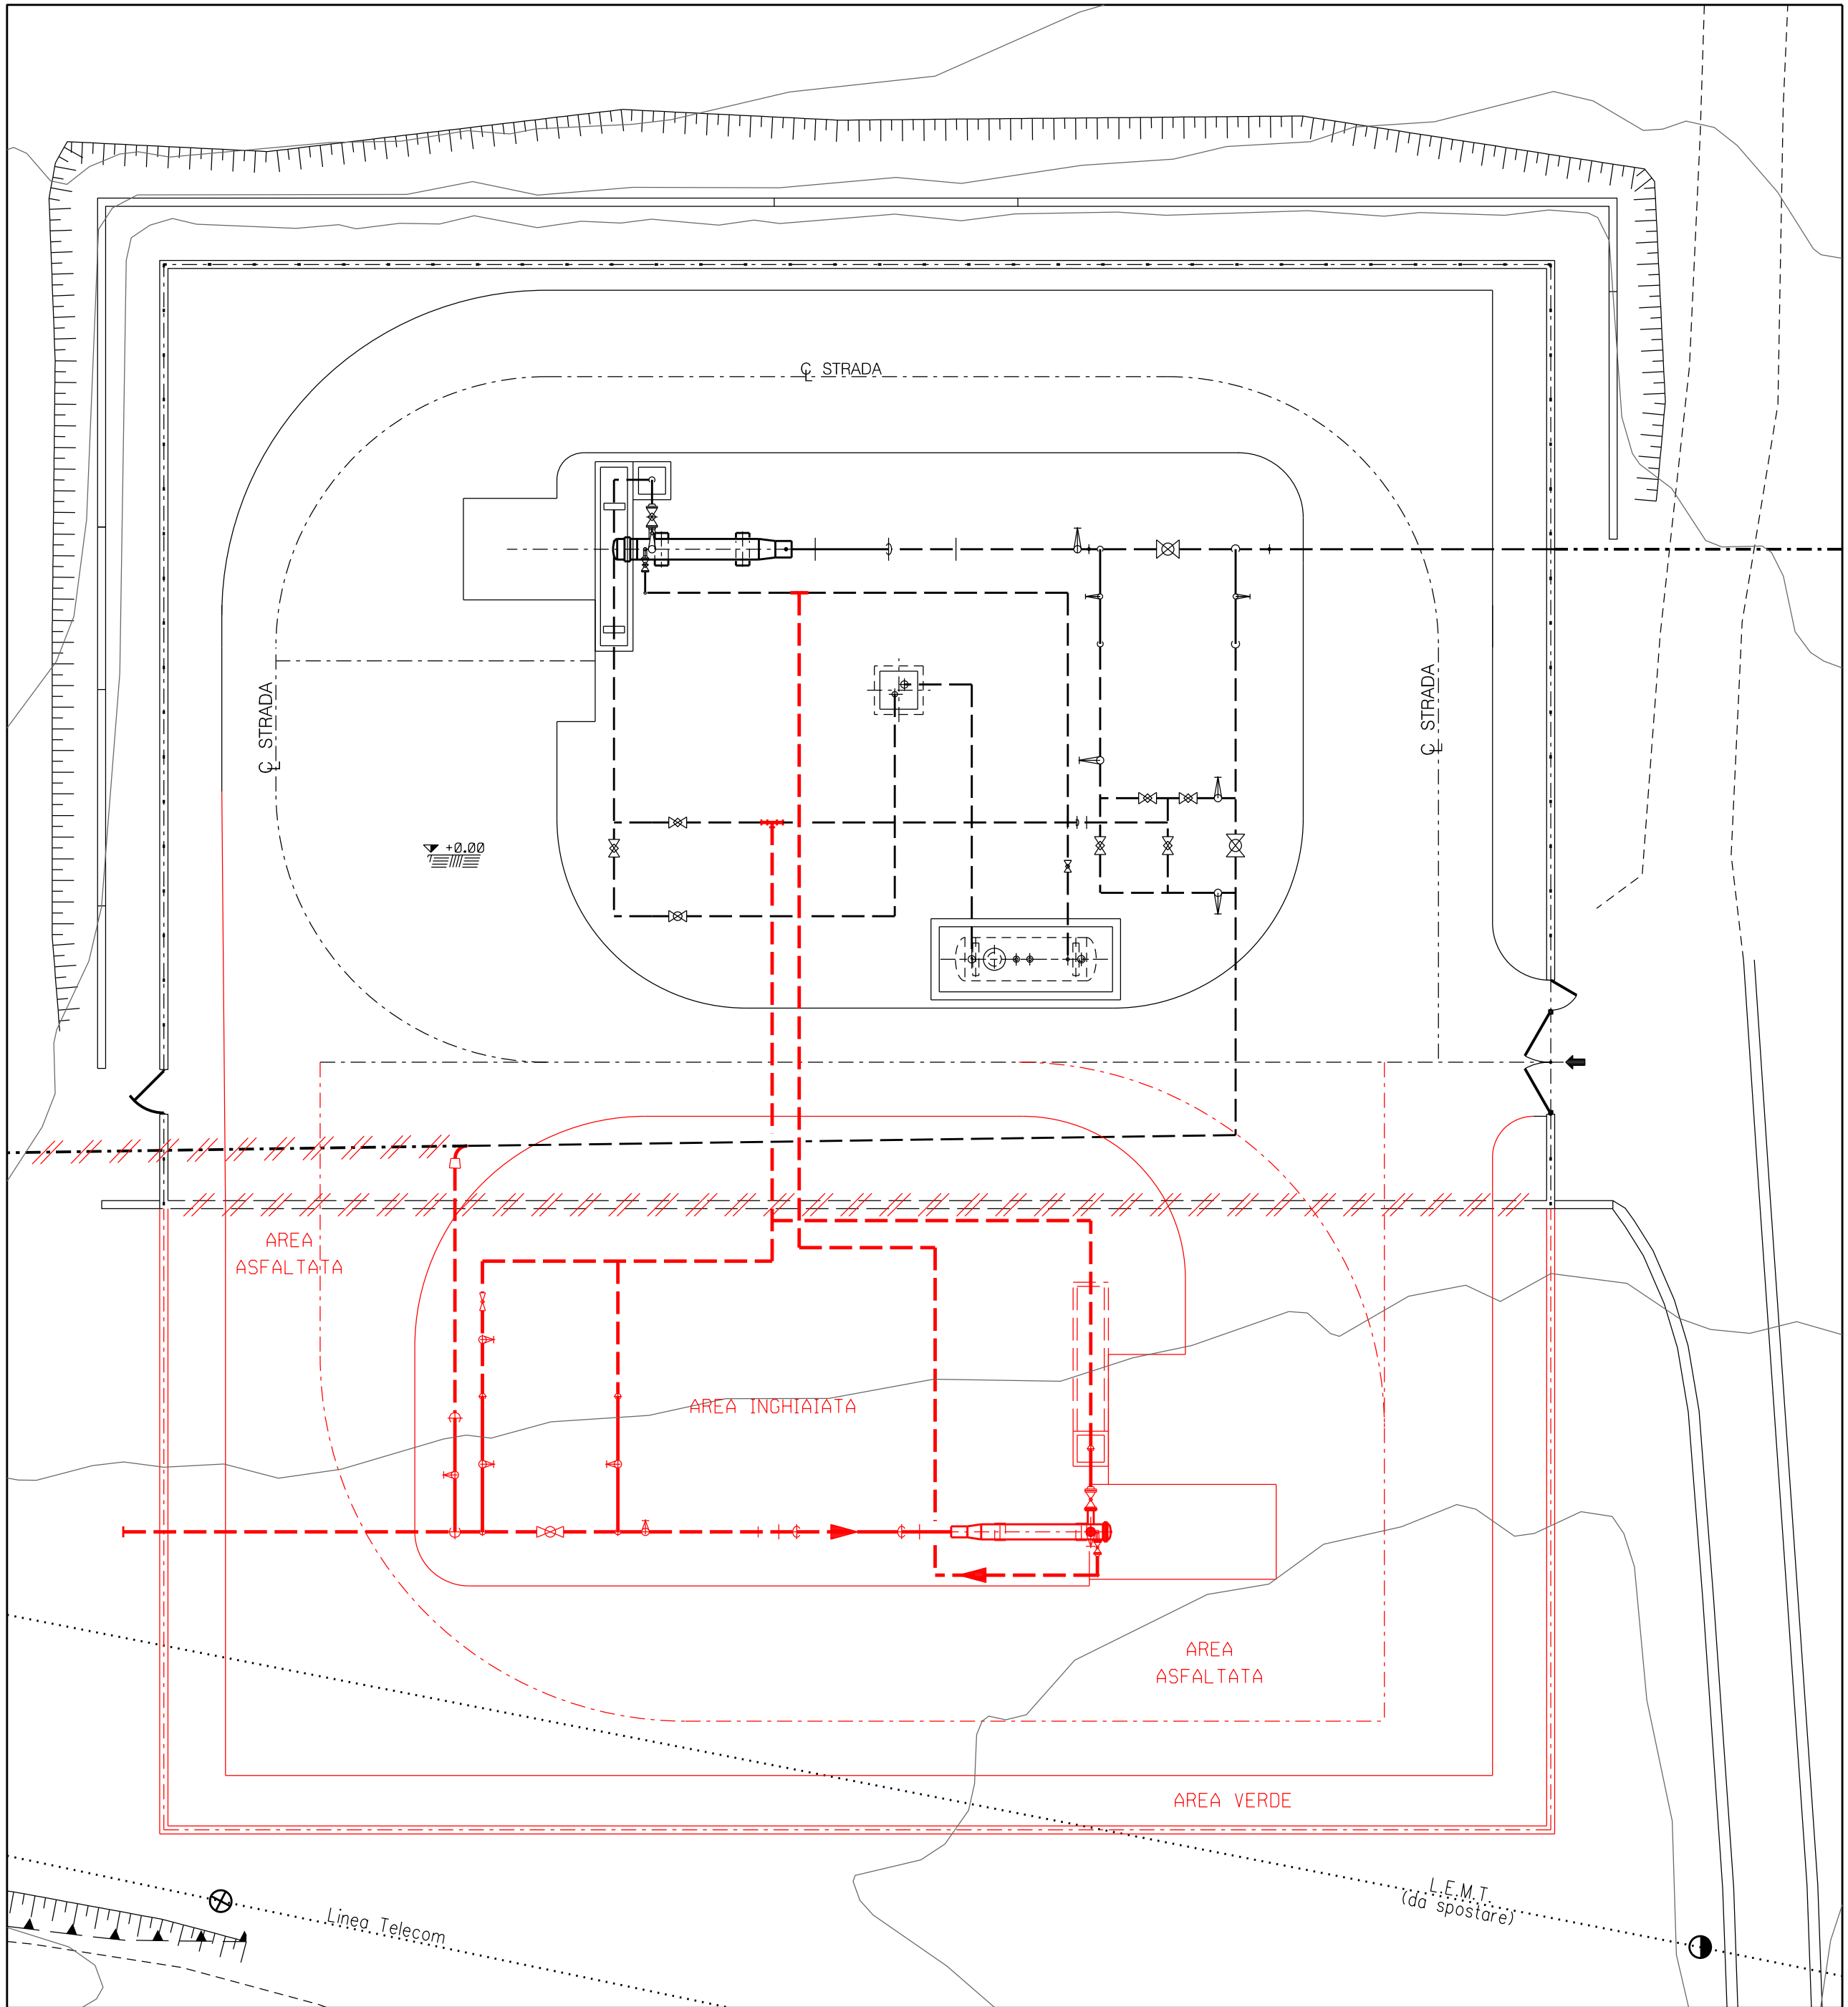 ℄ STRADA
℄ STRADA
℄ STRADA
+0.00
AREA
ASFALTATA
AREA INGHIAIATA
AREA
ASFALTATA
AREA VERDE
L.E.M.T.
(da spostare)
Linea Telecom